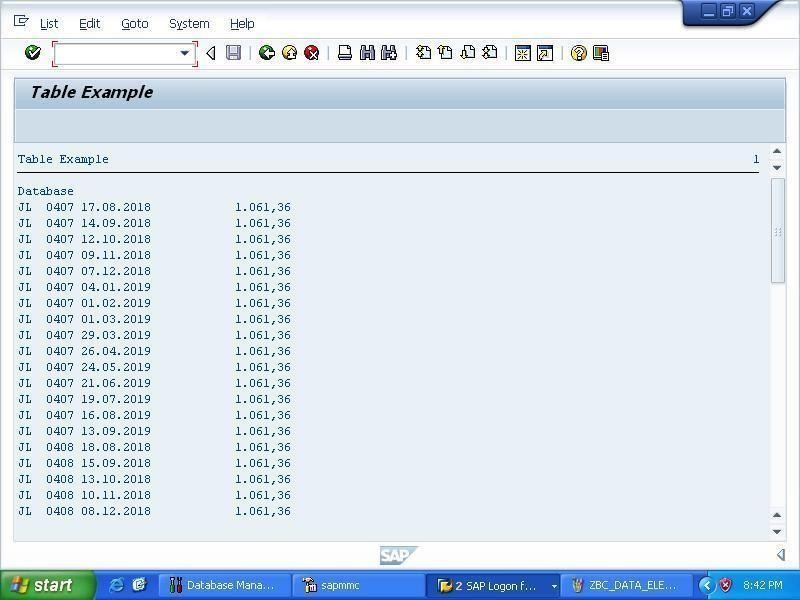 List Edit Goto System Help
Table Example
Table Example 1
Database
JL 0407 17.08.2018 1.061,36
JL 0407 14.09.2018 1.061,36
JL 0407 12.10.2018 1.061,36
JL 0407 09.11.2018 1.061,36
JL 0407 07.12.2018 1.061,36
JL 0407 04.01.2019 1.061,36
JL 0407 01.02.2019 1.061,36
JL 0407 01.03.2019 1.061,36
JL 0407 29.03.2019 1.061,36
JL 0407 26.04.2019 1.061,36
JL 0407 24.05.2019 1.061,36
JL 0407 21.06.2019 1.061,36
JL 0407 19.07.2019 1.061,36
JL 0407 16.08.2019 1.061,36
JL 0407 13.09.2019 1.061,36
JL 0408 18.08.2018 1.061,36
JL 0408 15.09.2018 1.061,36
JL 0408 13.10.2018 1.061,36
JL 0408 10.11.2018 1.061,36
JL 0408 08.12.2018 1.061,36
SAP
start Database Mana... sapmmc 2 SAP Logon f... ZBC_DATA_ELE... 8:42 PM